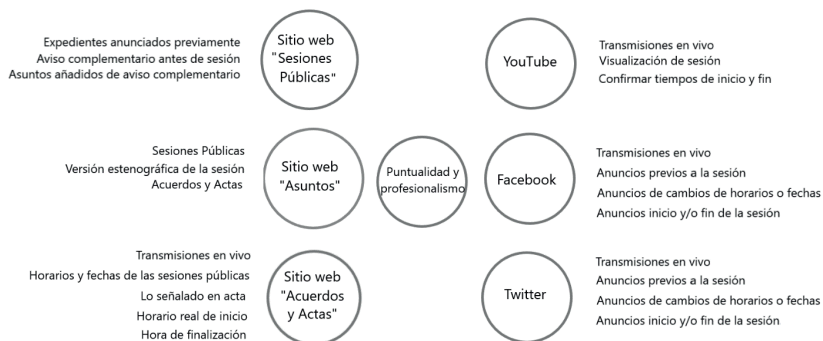 Expedientes anunciados previamente
Aviso complementario antes de sesión
Asuntos añadidos de aviso complementario
Sitio web
"Sesiones
Públicas"
YouTube
Transmisiones en vivo
Visualización de sesión
Confirmar tiempos de inicio y fin
Sesiones Públicas
Versión estenográfica de la sesión
Acuerdos y Actas
Sitio web
"Asuntos"
Puntualidad y
profesionalismo
Facebook
Transmisiones en vivo
Anuncios previos a la sesión
Anuncios de cambios de horarios o fechas
Anuncios inicio y/o fin de la sesión
Transmisiones en vivo
Horarios y fechas de las sesiones públicas
Lo señalado en acta
Horario real de inicio
Hora de finalización
Sitio web
"Acuerdos
y Actas"
Twitter
Transmisiones en vivo
Anuncios previos a la sesión
Anuncios de cambios de horarios o fechas
Anuncios inicio y/o fin de la sesión